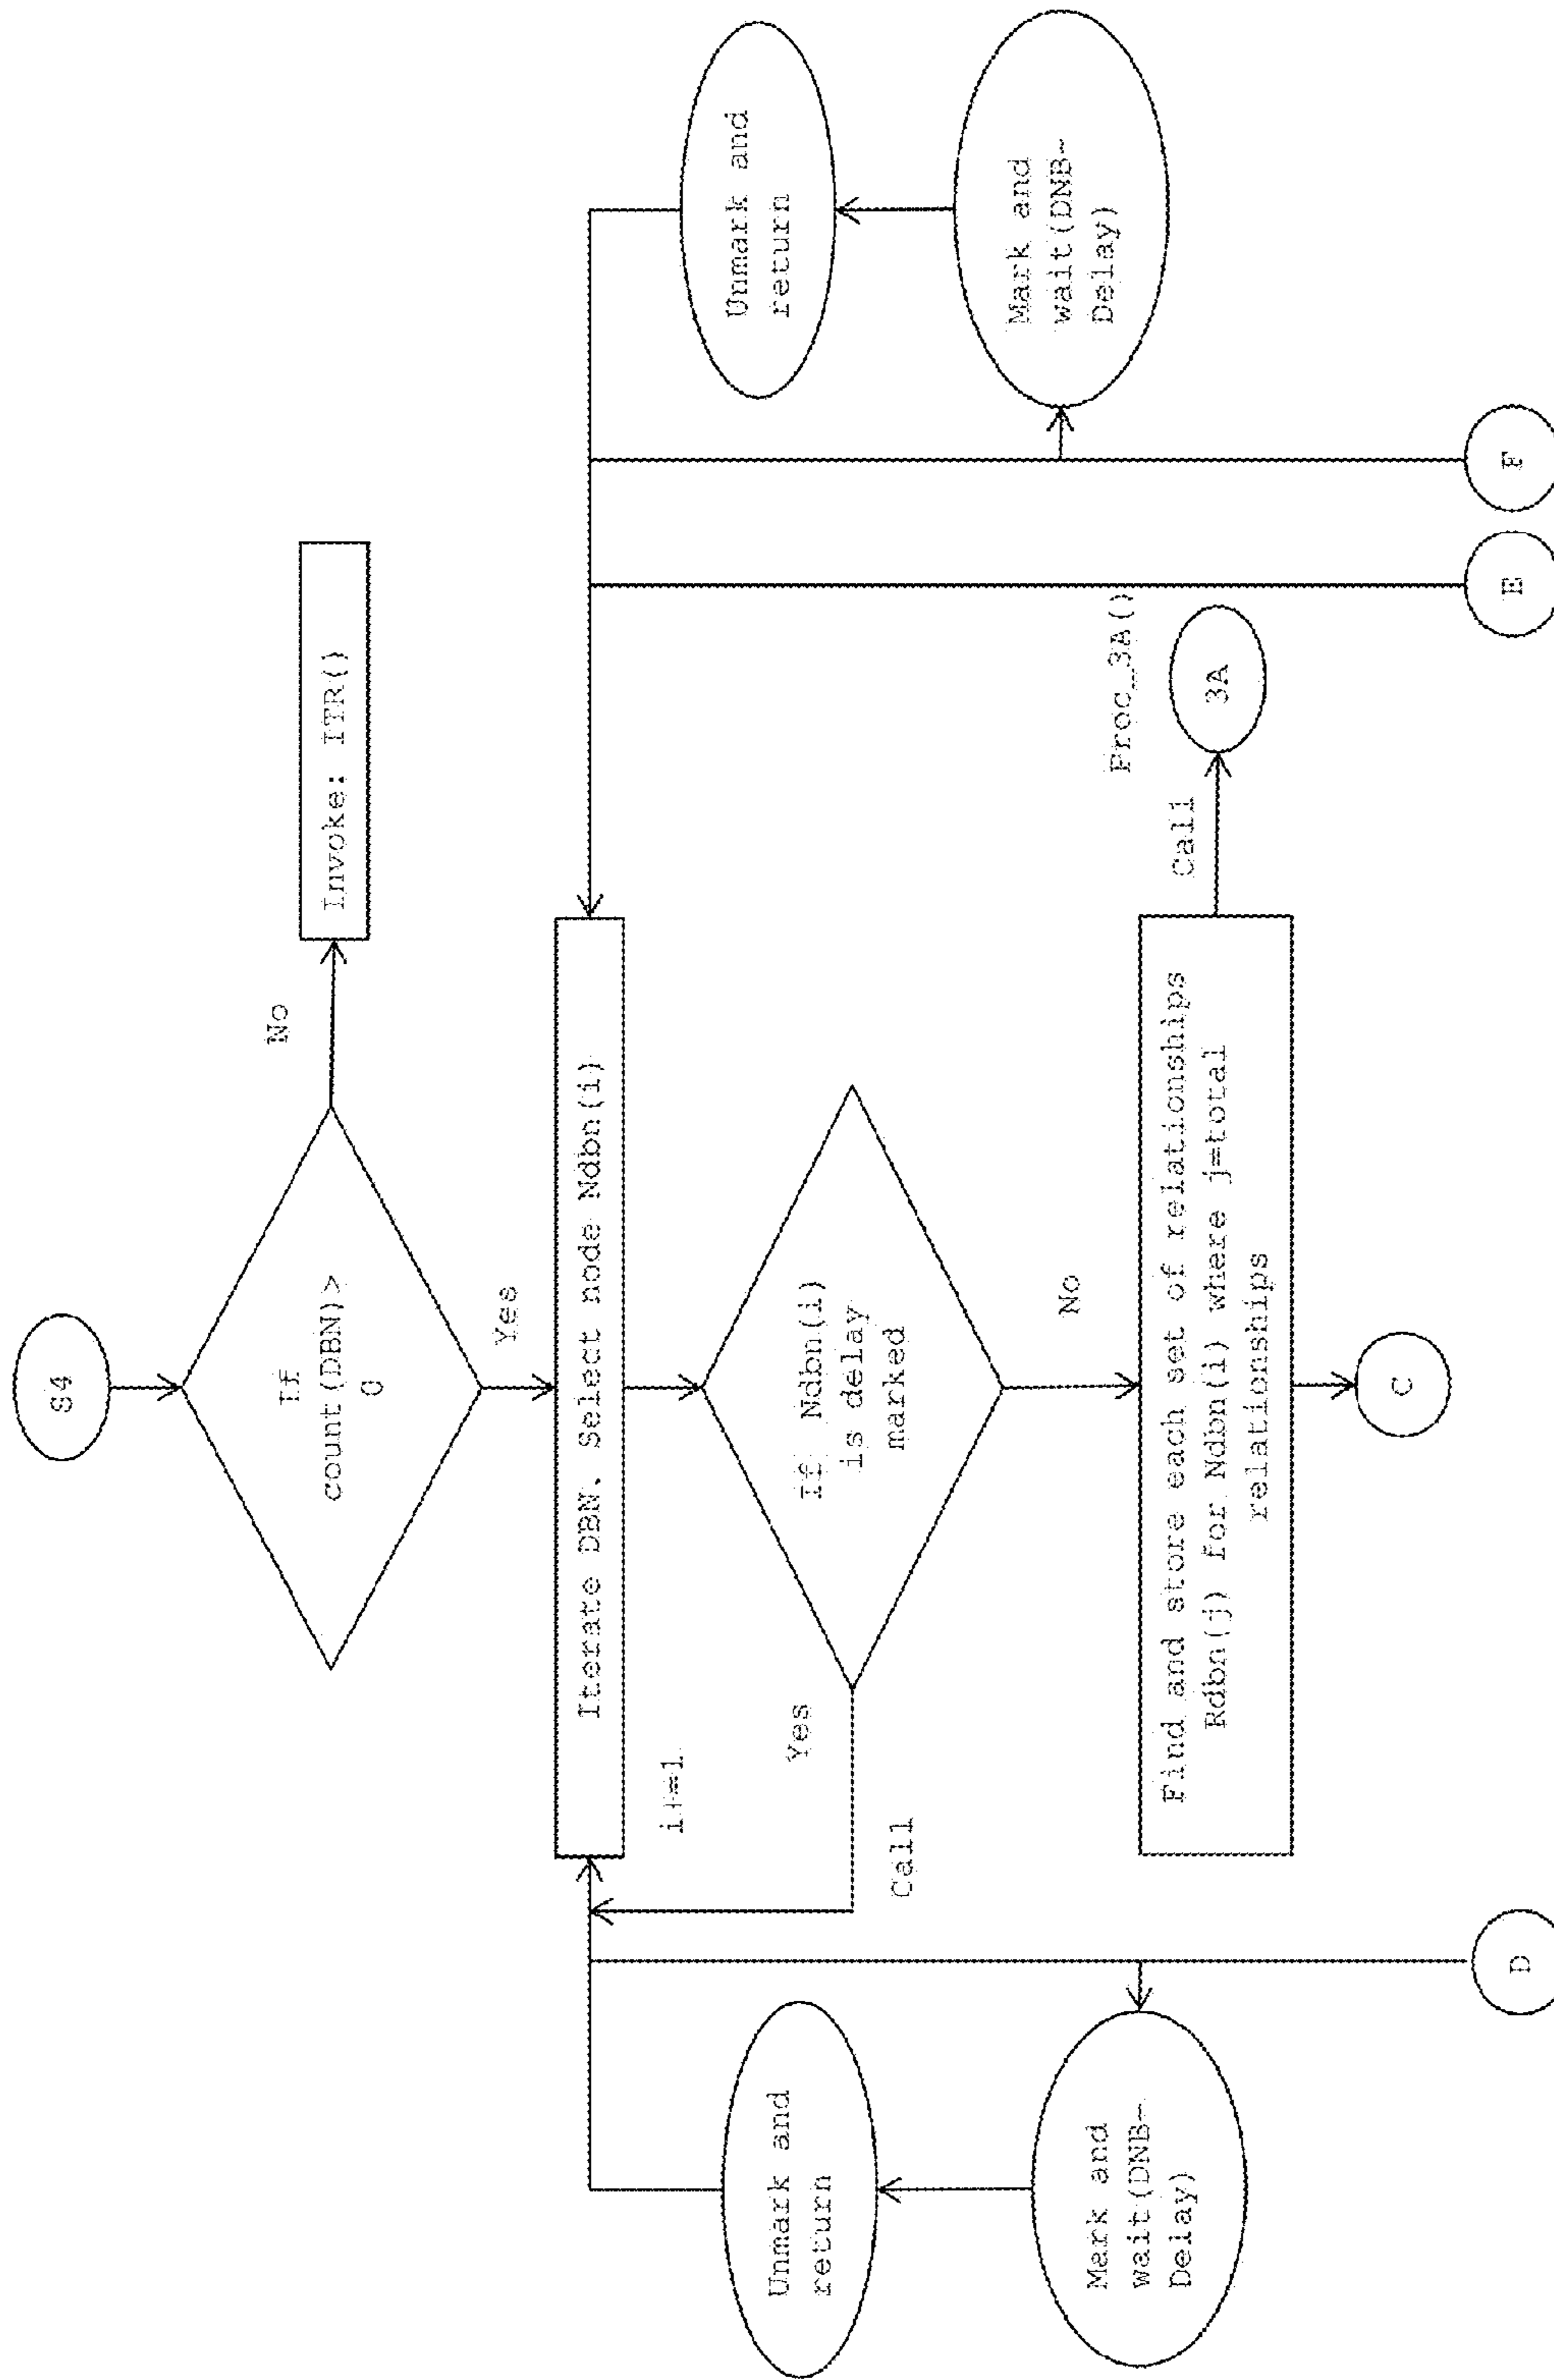 S4
If
count(DBN)>
0
No
Invoke: ITR()
Yes
Iterate DBN. Select node Ndbn(i)
i+=1
If Ndbn(i)
is delay
marked
Yes
Call
No
Find and store each set of relationships
Rdbn(j) for Ndbn(i) where j=total
relationships
Call
Proc_3A()
3A
C
Unmark and
return
Mark and
wait(DNB-
Delay)
D
Unmark and
return
Mark and
wait(DNB-
Delay)
E
F